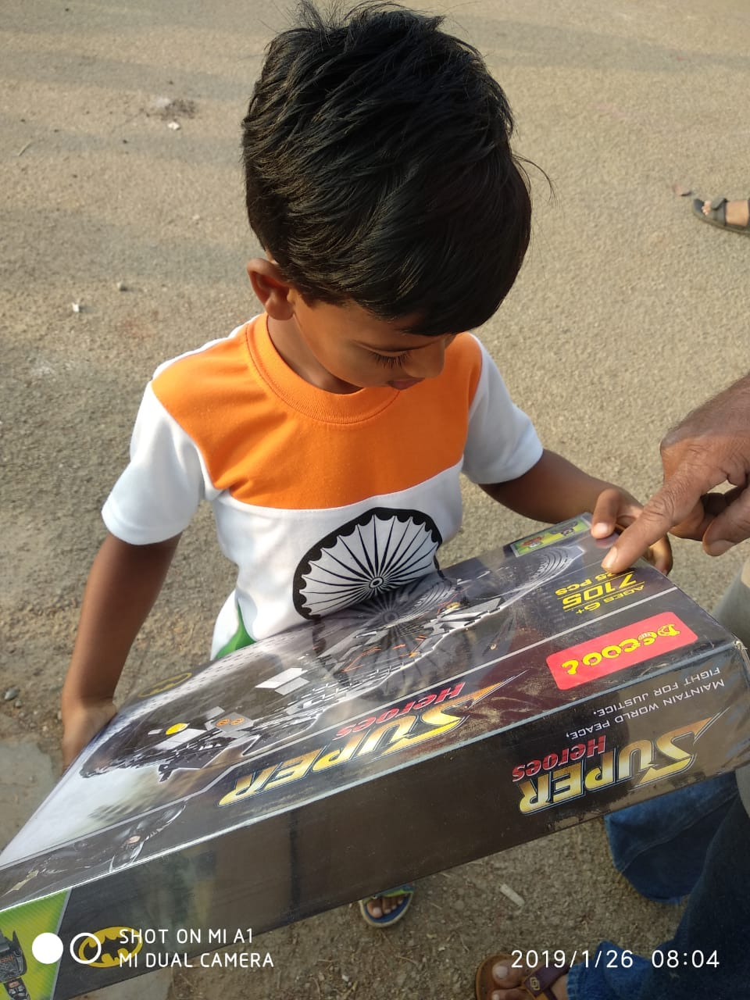 AGES 6+
7105
DECOOL
SUPER
Heroes
MAINTAIN WORLD PEACE,
FIGHT FOR JUSTICE.
SUPER
Heroes
SHOT ON MI A1
MI DUAL CAMERA
2019/1/26 08:04